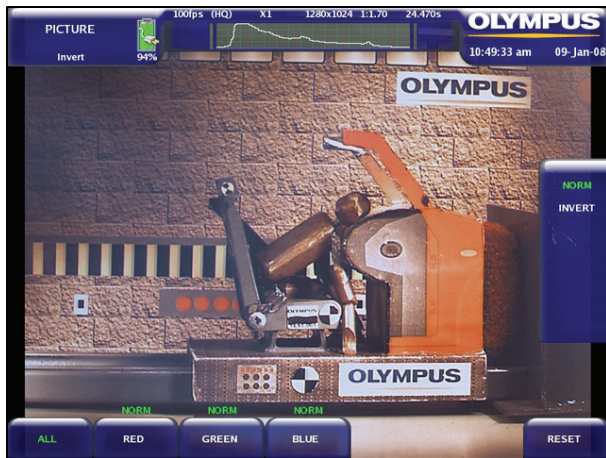 PICTURE
Invert
94%
100fps (HQ) X1 1280x1024 1:1.70 24.470s
OLYMPUS
10:49:33 am 09-Jan-08
OLYMPUS
NORM
INVERT
OLYMPUS
OLYMPUS
NORM NORM NORM
ALL RED GREEN BLUE RESET